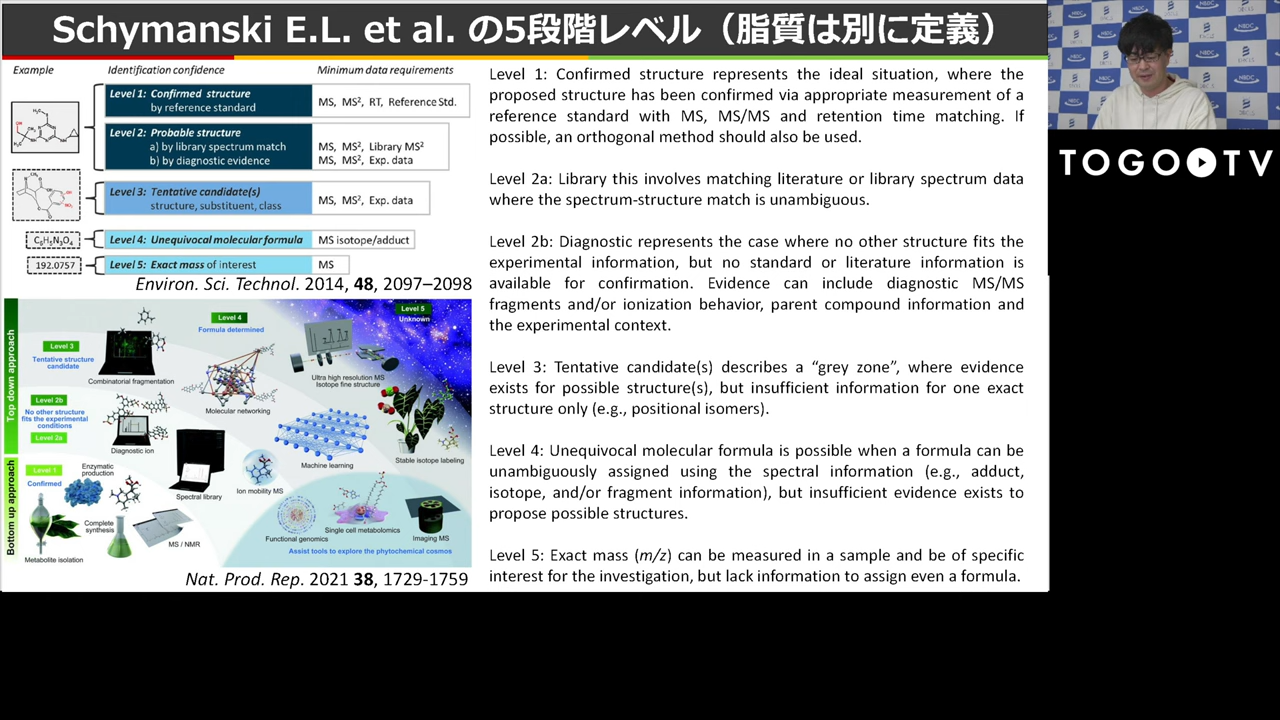 Schymanski E.L. et al. の5段階レベル（脂質は別に定義）
Example
Identification confidence
Minimum data requirements
Level 1: Confirmed structure
by reference standard
MS, MS², RT, Reference Std.
Level 2: Probable structure
a) by library spectrum match
b) by diagnostic evidence
MS, MS², Library MS²
MS, MS², Exp. data
Level 3: Tentative candidate(s)
structure, substituent, class
MS, MS², Exp. data
C₆H₅N₃O₄
Level 4: Unequivocal molecular formula
MS isotope/adduct
192.0757
Level 5: Exact mass of interest
MS
Environ. Sci. Technol. 2014, 48, 2097–2098
Top down approach
Bottom up approach
Level 5
Unknown
Level 4
Formula determined
Level 3
Tentative structure
candidate
Combinatorial fragmentation
Ultra high resolution MS
Isotope fine structure
Molecular networking
Level 2b
No other structure
fits the experimental
conditions
Level 2a
Diagnostic ion
Machine learning
Stable isotope labeling
Level 1
Confirmed
Enzymatic
production
Spectral library
Ion mobility MS
Complete
synthesis
MS / NMR
Metabolite isolation
Functional genomics
Single cell metabolomics
Imaging MS
Assist tools to explore the phytochemical cosmos
Nat. Prod. Rep. 2021 38, 1729-1759
Level 1: Confirmed structure represents the ideal situation, where the
proposed structure has been confirmed via appropriate measurement of a
reference standard with MS, MS/MS and retention time matching. If
possible, an orthogonal method should also be used.
Level 2a: Library this involves matching literature or library spectrum data
where the spectrum-structure match is unambiguous.
Level 2b: Diagnostic represents the case where no other structure fits the
experimental information, but no standard or literature information is
available for confirmation. Evidence can include diagnostic MS/MS
fragments and/or ionization behavior, parent compound information and
the experimental context.
Level 3: Tentative candidate(s) describes a “grey zone”, where evidence
exists for possible structure(s), but insufficient information for one exact
structure only (e.g., positional isomers).
Level 4: Unequivocal molecular formula is possible when a formula can be
unambiguously assigned using the spectral information (e.g., adduct,
isotope, and/or fragment information), but insufficient evidence exists to
propose possible structures.
Level 5: Exact mass (m/z) can be measured in a sample and be of specific
interest for the investigation, but lack information to assign even a formula.
NBDC
TOGO TV